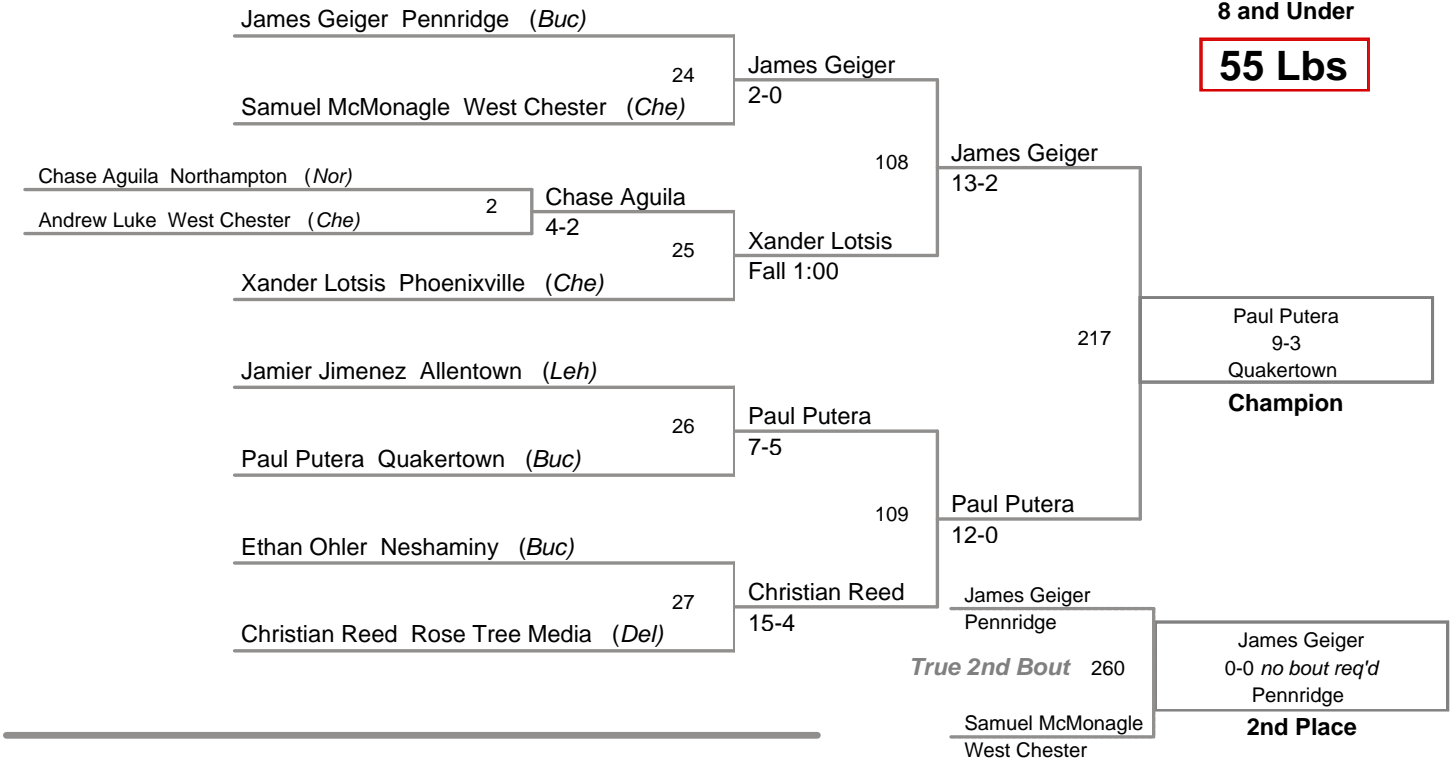 James Geiger Pennridge (Buc)
8 and Under
55 Lbs
24
James Geiger
2-0
Samuel McMonagle West Chester (Che)
108
James Geiger
13-2
Chase Aguila Northampton (Nor)
2
Chase Aguila
4-2
Andrew Luke West Chester (Che)
25
Xander Lotsis
Fall 1:00
Xander Lotsis Phoenixville (Che)
217
Paul Putera
9-3
Quakertown
Champion
Jamier Jimenez Allentown (Leh)
26
Paul Putera
7-5
Paul Putera Quakertown (Buc)
109
Paul Putera
12-0
Ethan Ohler Neshaminy (Buc)
27
Christian Reed
15-4
Christian Reed Rose Tree Media (Del)
James Geiger
Pennridge
True 2nd Bout 260
James Geiger
0-0 no bout req'd
Pennridge
2nd Place
Samuel McMonagle
West Chester